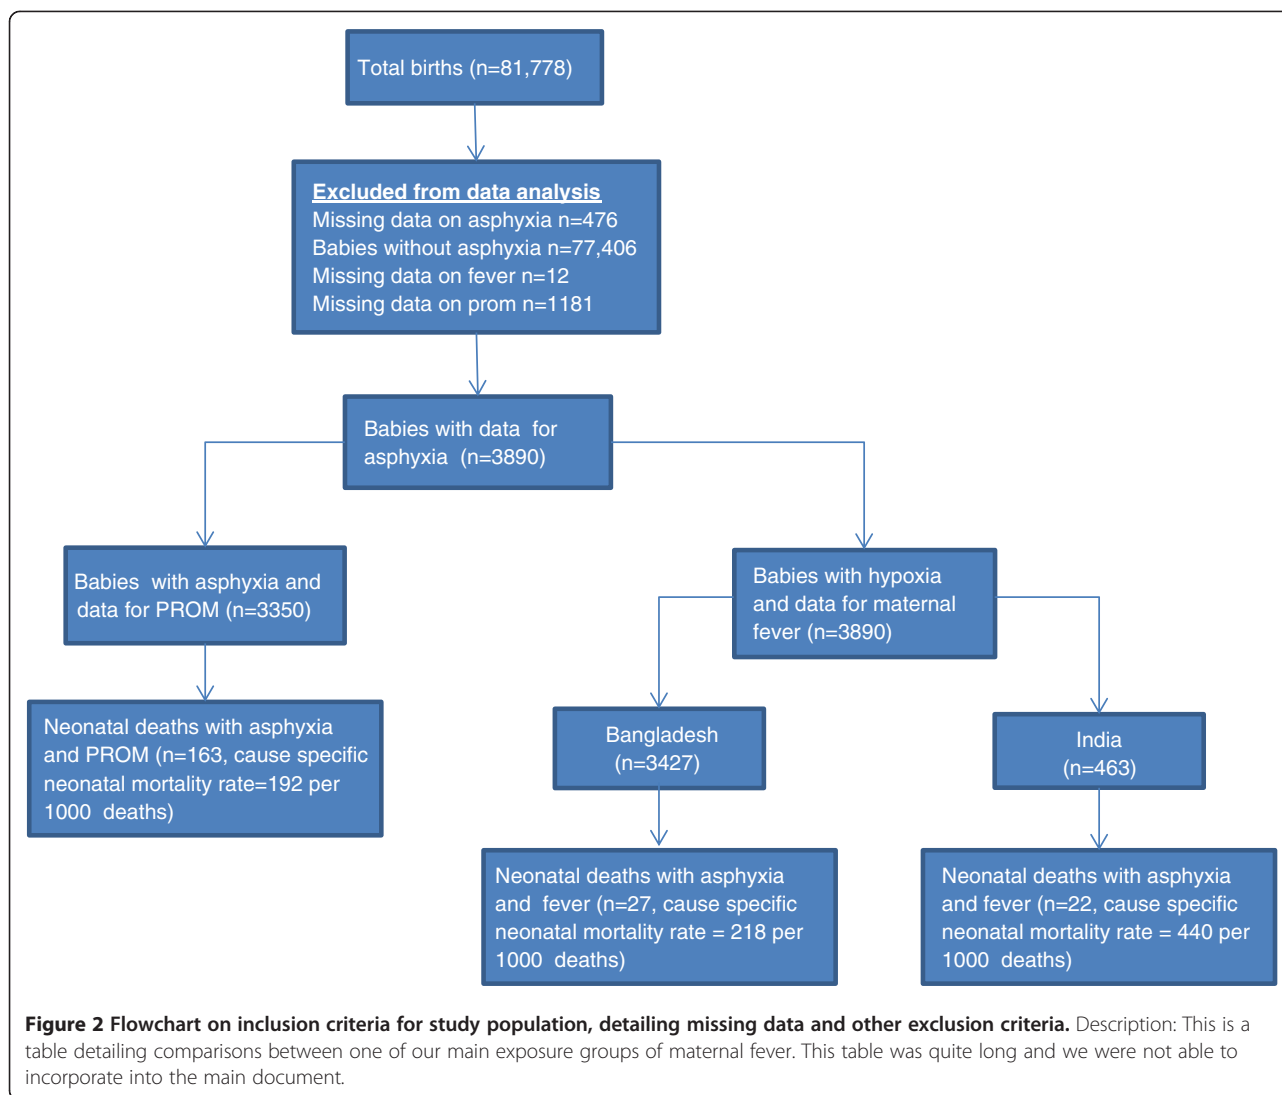 Total births (n=81,778)
Excluded from data analysis
Missing data on asphyxia n=476
Babies without asphyxia n=77,406
Missing data on fever n=12
Missing data on prom n=1181
Babies with data for
asphyxia (n=3890)
Babies with asphyxia and
data for PROM (n=3350)
Babies with hypoxia
and data for maternal
fever (n=3890)
Neonatal deaths with asphyxia
and PROM (n=163, cause specific
neonatal mortality rate=192 per
1000 deaths)
Bangladesh
(n=3427)
India
(n=463)
Neonatal deaths with asphyxia
and fever (n=27, cause specific
neonatal mortality rate = 218 per
1000 deaths)
Neonatal deaths with asphyxia
and fever (n=22, cause specific
neonatal mortality rate = 440 per
1000 deaths)
Figure 2 Flowchart on inclusion criteria for study population, detailing missing data and other exclusion criteria. Description: This is a
table detailing comparisons between one of our main exposure groups of maternal fever. This table was quite long and we were not able to
incorporate into the main document.